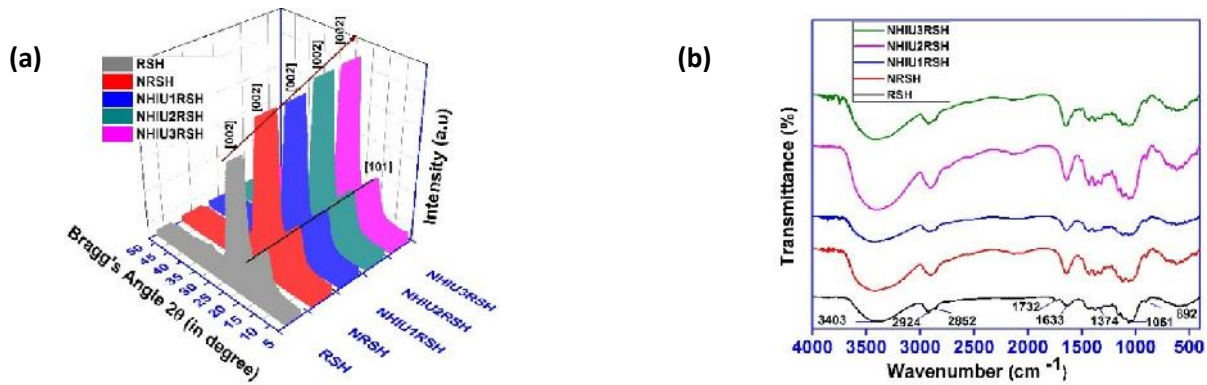 (a)
RSH
NRSH
NHIU1RSH
NHIU2RSH
NHIU3RSH
[002]
[002]
[002]
[002]
[002]
[101]
Intensity (a.u)
50
45
40
35
30
25
20
15
10
5
Bragg's Angle 2θ (in degree)
RSH
NRSH
NHIU1RSH
NHIU2RSH
NHIU3RSH
(b)
NHIU3RSH
NHIU2RSH
NHIU1RSH
NRSH
RSH
Transmittance (%)
3403
2924
2852
1732
1633
1374
1061
892
4000 3500 3000 2500 2000 1500 1000 500
Wavenumber (cm -1)